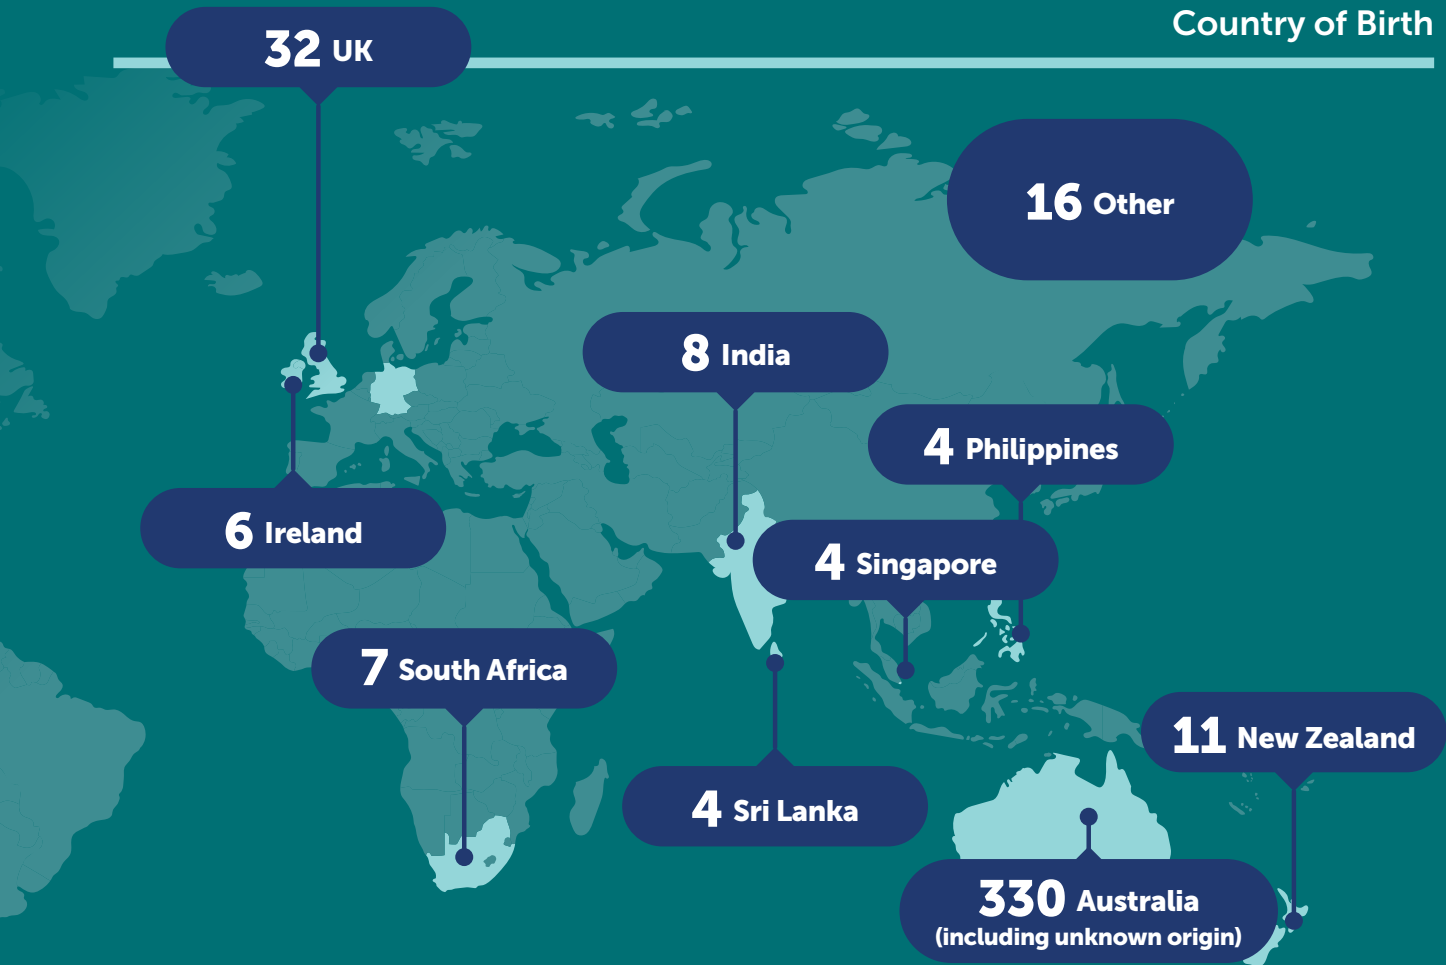 Country of Birth
32 UK
16 Other
8 India
4 Philippines
6 Ireland
4 Singapore
7 South Africa
11 New Zealand
4 Sri Lanka
330 Australia
(including unknown origin)